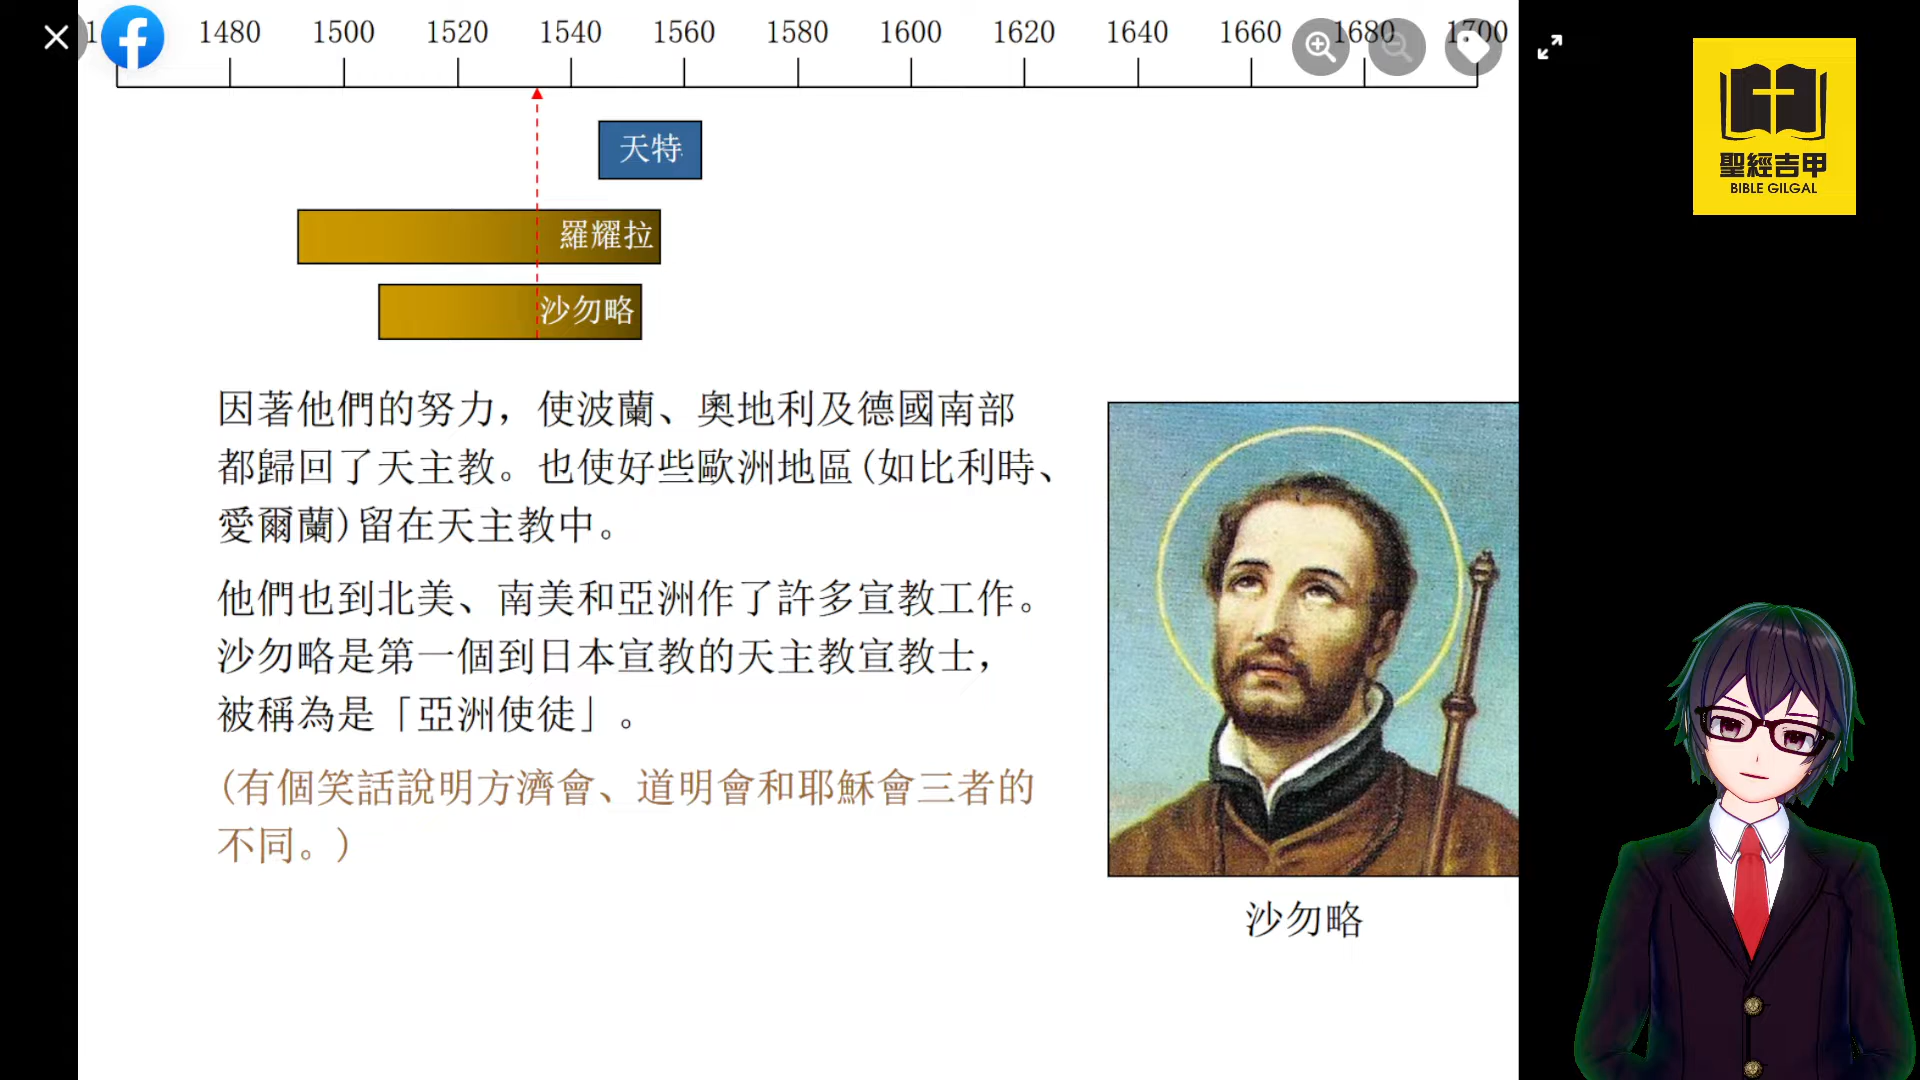 1480 1500 1520 1540 1560 1580 1600 1620 1640 1660 1680 1700
天特
羅耀拉
沙勿略
因著他們的努力，使波蘭、奧地利及德國南部
都歸回了天主教。也使好些歐洲地區(如比利時、
愛爾蘭)留在天主教中。
他們也到北美、南美和亞洲作了許多宣教工作。
沙勿略是第一個到日本宣教的天主教宣教士，
被稱為是「亞洲使徒」。
(有個笑話說明方濟會、道明會和耶穌會三者的
不同。)
沙勿略
聖經吉甲
BIBLE GILGAL